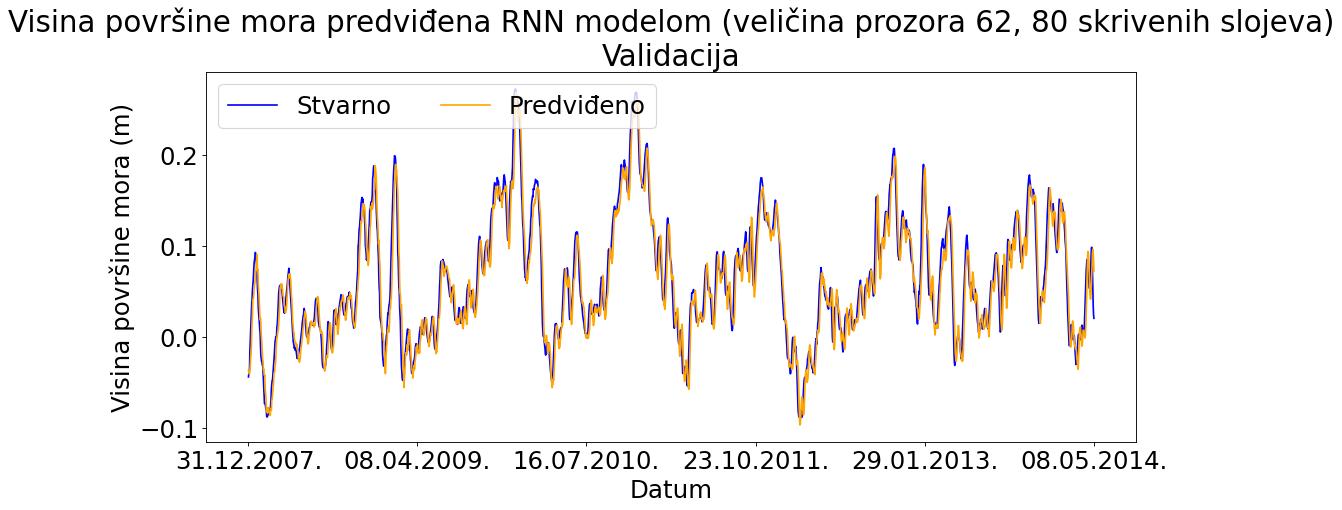 Visina površine mora predviđena RNN modelom (veličina prozora 62, 80 skrivenih slojeva)
Validacija
Stvarno Predviđeno
Visina površine mora (m)
0.2
0.1
0.0
−0.1
31.12.2007. 08.04.2009. 16.07.2010. 23.10.2011. 29.01.2013. 08.05.2014.
Datum